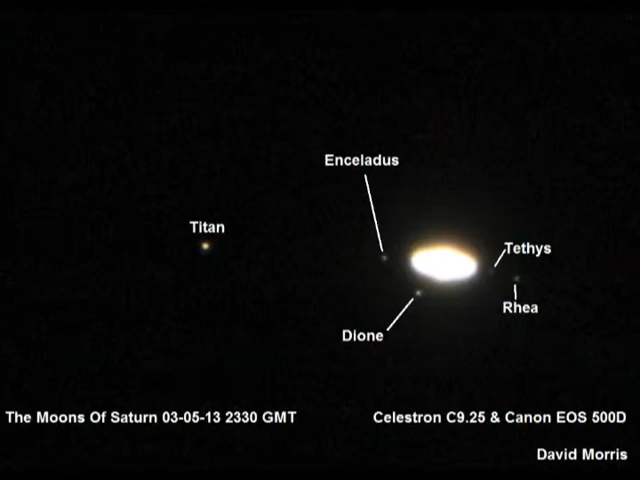 Enceladus
Titan
Tethys
Rhea
Dione
The Moons Of Saturn 03-05-13 2330 GMT
Celestron C9.25 & Canon EOS 500D
David Morris